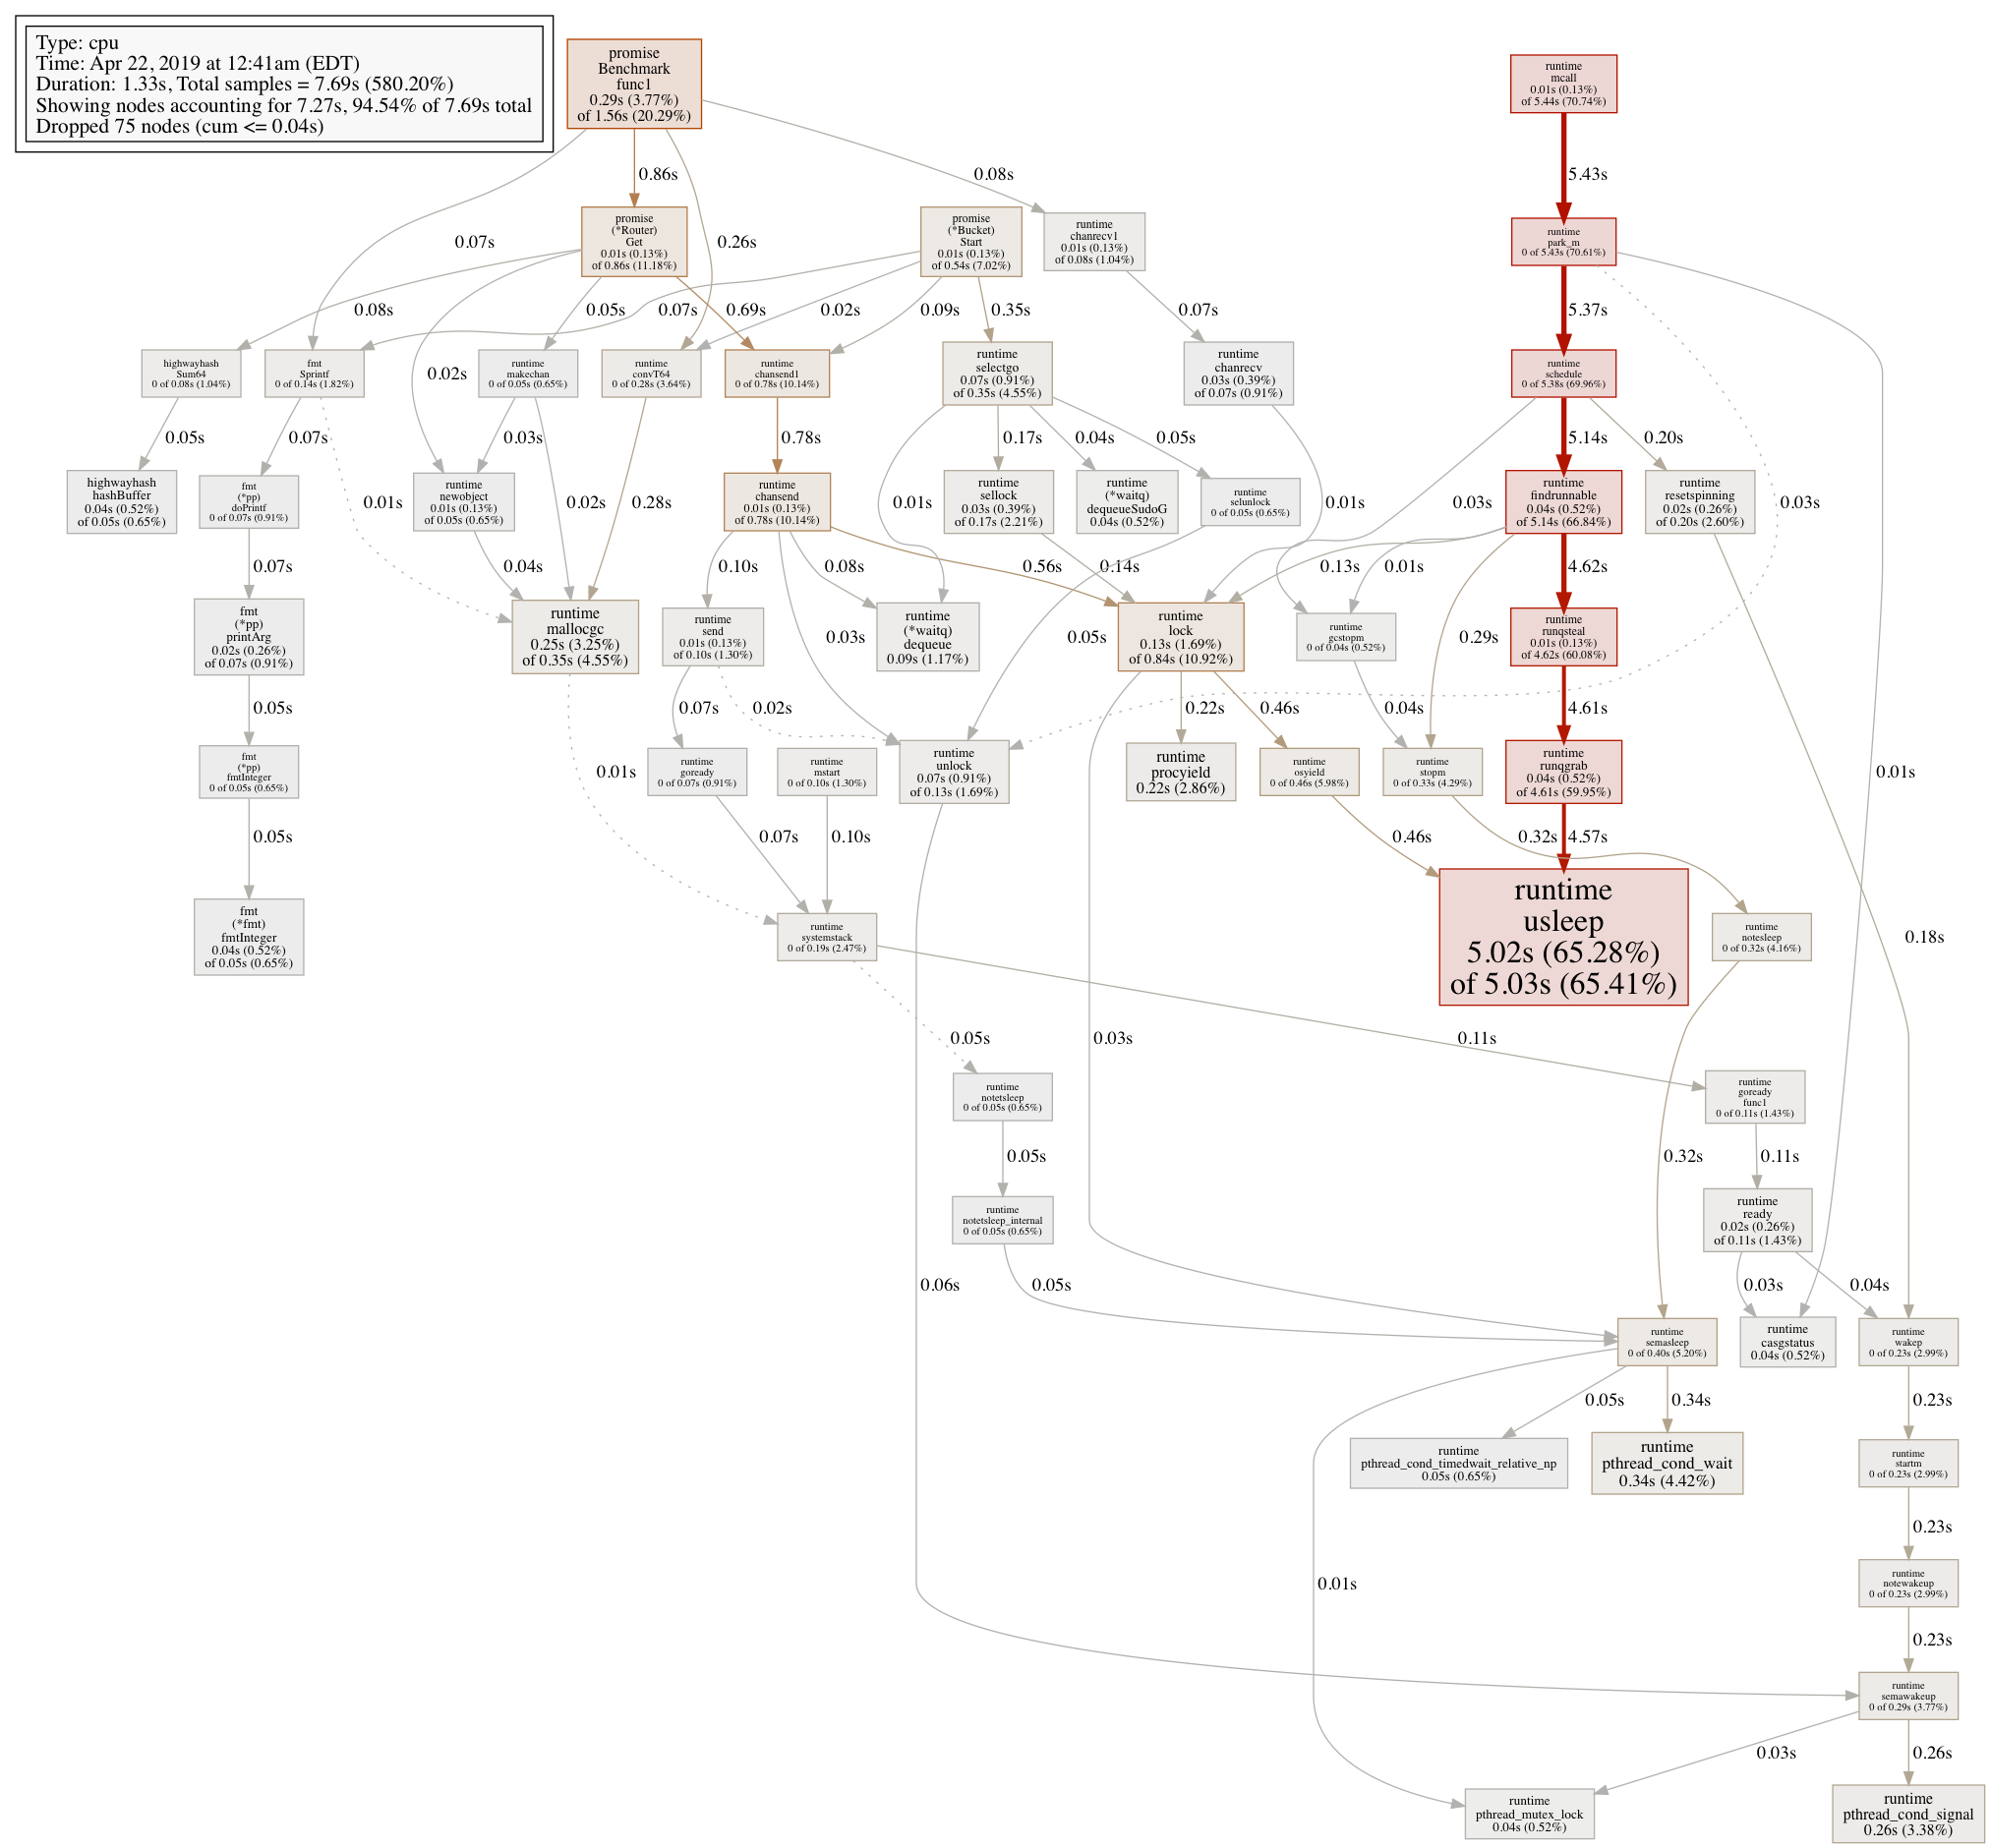 Type: cpu
Time: Apr 22, 2019 at 12:41am (EDT)
Duration: 1.33s, Total samples = 7.69s (580.20%)
Showing nodes accounting for 7.27s, 94.54% of 7.69s total
Dropped 75 nodes (cum <= 0.04s)
promise
Benchmark
func1
0.29s (3.77%)
of 1.56s (20.29%)
runtime
mcall
0.01s (0.13%)
of 5.44s (70.74%)
0.86s
0.08s
5.43s
0.07s
promise
(*Router)
Get
0.01s (0.13%)
of 0.86s (11.18%)
0.26s
promise
(*Bucket)
Start
0.01s (0.13%)
of 0.54s (7.02%)
runtime
chanrecv1
0.01s (0.13%)
of 0.08s (1.04%)
runtime
park_m
0 of 5.43s (70.61%)
0.08s
0.05s
0.07s
0.69s
0.02s
0.09s
0.35s
0.07s
5.37s
highwayhash
Sum64
0 of 0.08s (1.04%)
fmt
Sprintf
0 of 0.14s (1.82%)
0.02s
runtime
makechan
0 of 0.05s (0.65%)
runtime
convT64
0 of 0.28s (3.64%)
runtime
chansend1
0 of 0.78s (10.14%)
runtime
selectgo
0.07s (0.91%)
of 0.35s (4.55%)
runtime
chanrecv
0.03s (0.39%)
of 0.07s (0.91%)
runtime
schedule
0 of 5.38s (69.96%)
0.05s
0.07s
0.03s
0.78s
0.17s
0.04s
0.05s
5.14s
0.20s
highwayhash
hashBuffer
0.04s (0.52%)
of 0.05s (0.65%)
fmt
(*pp)
doPrintf
0 of 0.07s (0.91%)
0.01s
runtime
newobject
0.01s (0.13%)
of 0.05s (0.65%)
0.02s
0.28s
runtime
chansend
0.01s (0.13%)
of 0.78s (10.14%)
0.01s
runtime
sellock
0.03s (0.39%)
of 0.17s (2.21%)
runtime
(*waitq)
dequeueSudoG
0.04s (0.52%)
runtime
selunlock
0 of 0.05s (0.65%)
0.01s
0.03s
runtime
findrunnable
0.04s (0.52%)
of 5.14s (66.84%)
runtime
resetspinning
0.02s (0.26%)
of 0.20s (2.60%)
0.03s
0.07s
0.04s
0.10s
0.08s
0.56s
0.14s
0.13s
0.01s
4.62s
fmt
(*pp)
printArg
0.02s (0.26%)
of 0.07s (0.91%)
runtime
mallocgc
0.25s (3.25%)
of 0.35s (4.55%)
runtime
send
0.01s (0.13%)
of 0.10s (1.30%)
0.03s
runtime
(*waitq)
dequeue
0.09s (1.17%)
0.05s
runtime
lock
0.13s (1.69%)
of 0.84s (10.92%)
runtime
gcstopm
0 of 0.04s (0.52%)
0.29s
runtime
runqsteal
0.01s (0.13%)
of 4.62s (60.08%)
0.05s
0.07s
0.02s
0.22s
0.46s
0.04s
4.61s
fmt
(*pp)
fmtInteger
0 of 0.05s (0.65%)
0.01s
runtime
goready
0 of 0.07s (0.91%)
runtime
mstart
0 of 0.10s (1.30%)
runtime
unlock
0.07s (0.91%)
of 0.13s (1.69%)
runtime
procyield
0.22s (2.86%)
runtime
osyield
0 of 0.46s (5.98%)
runtime
stopm
0 of 0.33s (4.29%)
runtime
runqgrab
0.04s (0.52%)
of 4.61s (59.95%)
0.01s
0.05s
0.07s
0.10s
0.46s
0.32s
4.57s
fmt
(*fmt)
fmtInteger
0.04s (0.52%)
of 0.05s (0.65%)
runtime
systemstack
0 of 0.19s (2.47%)
runtime
usleep
5.02s (65.28%)
of 5.03s (65.41%)
runtime
notesleep
0 of 0.32s (4.16%)
0.18s
0.05s
0.03s
0.11s
runtime
notetsleep
0 of 0.05s (0.65%)
runtime
goready
func1
0 of 0.11s (1.43%)
0.05s
0.32s
0.11s
runtime
notetsleep_internal
0 of 0.05s (0.65%)
runtime
ready
0.02s (0.26%)
of 0.11s (1.43%)
0.06s
0.05s
0.03s
0.04s
runtime
semasleep
0 of 0.40s (5.20%)
runtime
casgstatus
0.04s (0.52%)
runtime
wakep
0 of 0.23s (2.99%)
0.05s
0.34s
0.23s
runtime
pthread_cond_timedwait_relative_np
0.05s (0.65%)
runtime
pthread_cond_wait
0.34s (4.42%)
runtime
startm
0 of 0.23s (2.99%)
0.23s
0.01s
runtime
notewakeup
0 of 0.23s (2.99%)
0.23s
runtime
semawakeup
0 of 0.29s (3.77%)
0.03s
0.26s
runtime
pthread_mutex_lock
0.04s (0.52%)
runtime
pthread_cond_signal
0.26s (3.38%)